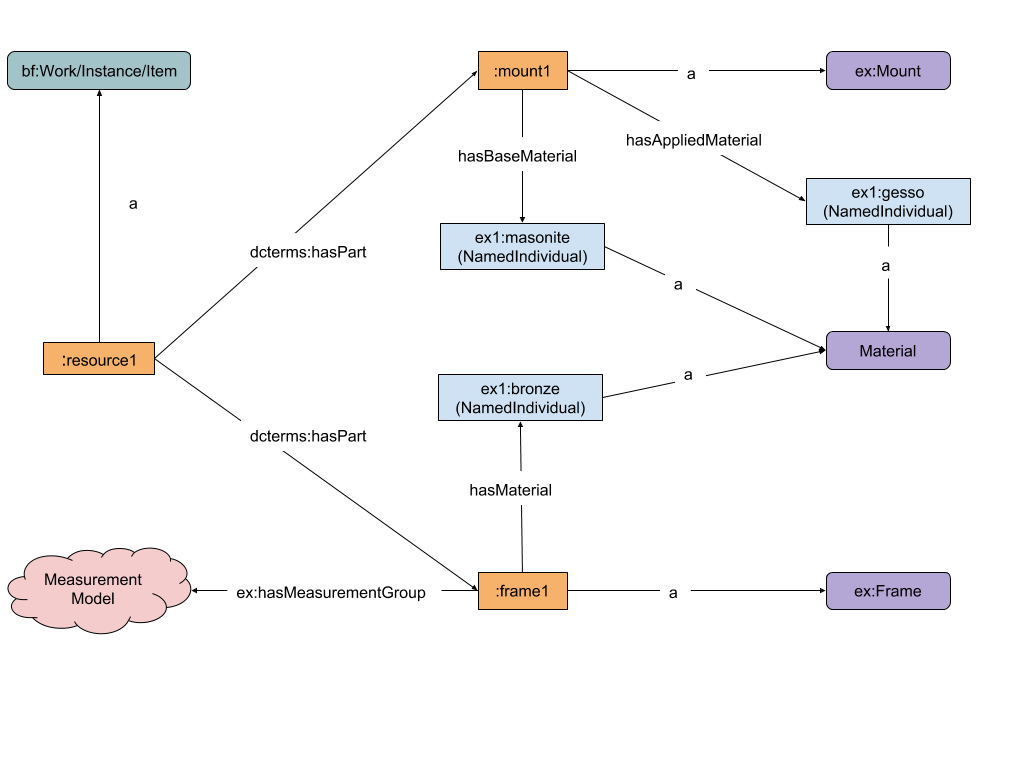 bf:Work/Instance/Item
:mount1
a
ex:Mount
hasBaseMaterial
hasAppliedMaterial
a
ex1:gesso
(NamedIndividual)
dcterms:hasPart
ex1:masonite
(NamedIndividual)
a
a
:resource1
Material
ex1:bronze
(NamedIndividual)
a
dcterms:hasPart
hasMaterial
Measurement
Model
ex:hasMeasurementGroup
:frame1
a
ex:Frame